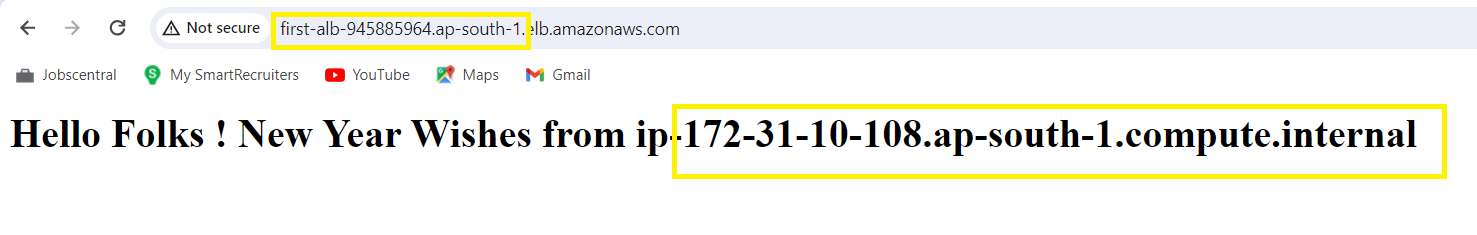 Not secure first-alb-945885964.ap-south-1.elb.amazonaws.com
Jobscentral My SmartRecruiters YouTube Maps Gmail
Hello Folks ! New Year Wishes from ip-172-31-10-108.ap-south-1.compute.internal